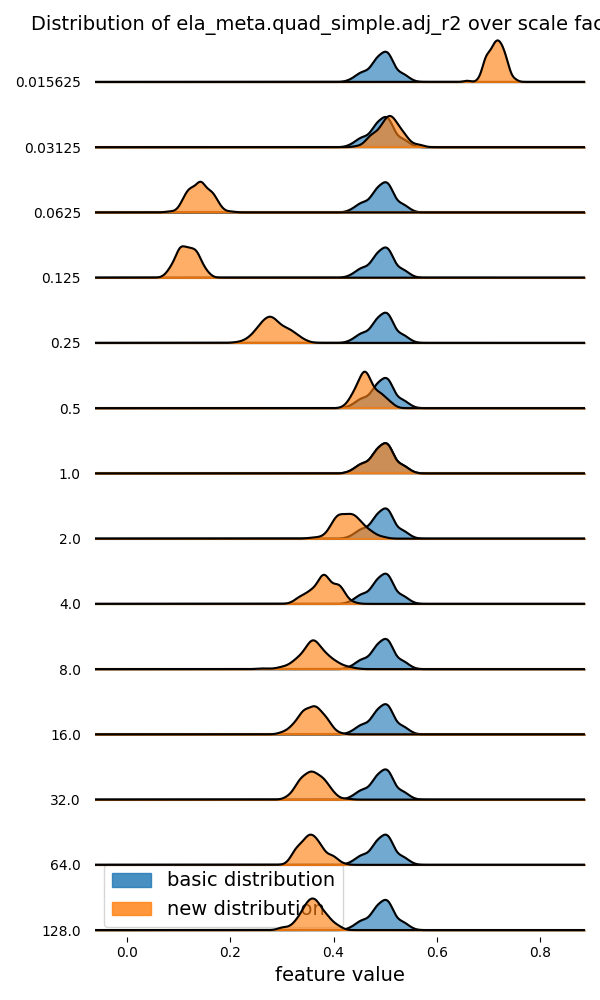 Distribution of ela_meta.quad_simple.adj_r2 over scale fac
0.015625
0.03125
0.0625
0.125
0.25
0.5
1.0
2.0
4.0
8.0
16.0
32.0
64.0
basic distribution
new distribution
128.0
0.0 0.2 0.4 0.6 0.8
feature value